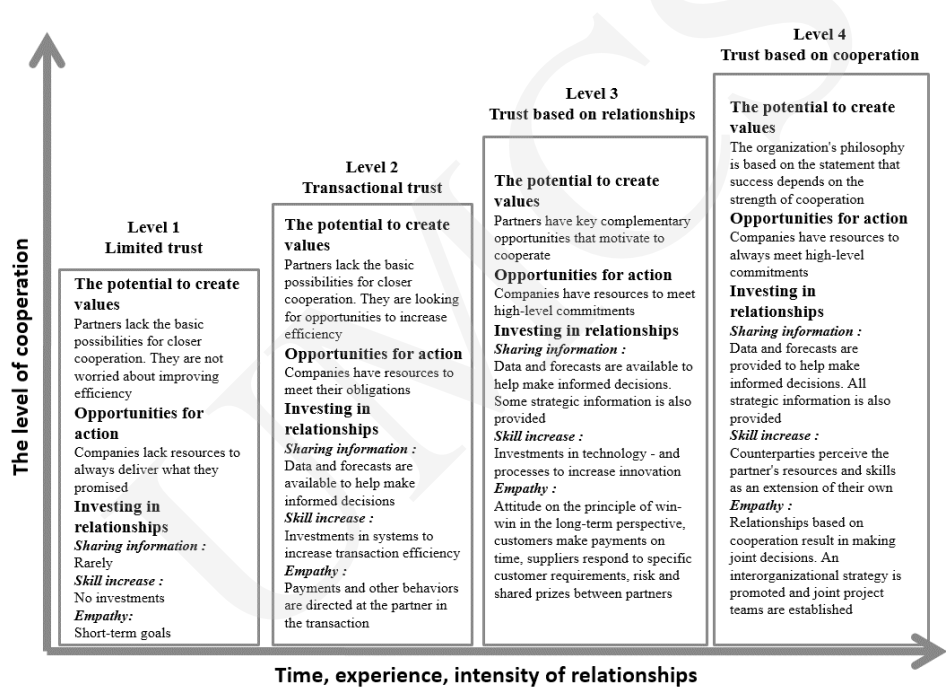 The level of cooperation
Level 1
Limited trust
The potential to create
values
Partners lack the basic
possibilities for closer
cooperation. They are not
worried about improving
efficiency
Opportunities for
action
Companies lack resources to
always deliver what they
promised
Investing in
relationships
Sharing information :
Rarely
Skill increase :
No investments
Empathy:
Short-term goals
Level 2
Transactional trust
The potential to create
values
Partners lack the basic
possibilities for closer
cooperation. They are looking
for opportunities to increase
efficiency
Opportunities for action
Companies have resources to
meet their obligations
Investing in
relationships
Sharing information :
Data and forecasts are
available to help make
informed decisions
Skill increase :
Investments in systems to
increase transaction efficiency
Empathy :
Payments and other behaviors
are directed at the partner in
the transaction
Level 3
Trust based on relationships
The potential to create
values
Partners have key complementary
opportunities that motivate to
cooperate
Opportunities for action
Companies have resources to meet
high-level commitments
Investing in relationships
Sharing information :
Data and forecasts are available to
help make informed decisions.
Some strategic information is also
provided
Skill increase :
Investments in technology - and
processes to increase innovation
Empathy :
Attitude on the principle of win-
win in the long-term perspective,
customers make payments on
time, suppliers respond to specific
customer requirements, risk and
shared prizes between partners
Level 4
Trust based on cooperation
The potential to create
values
The organization's philosophy
is based on the statement that
success depends on the
strength of cooperation
Opportunities for action
Companies have resources to
always meet high-level
commitments
Investing in
relationships
Sharing information :
Data and forecasts are
provided to help make
informed decisions. All
strategic information is also
provided
Skill increase :
Counterparties perceive the
partner's resources and skills
as an extension of their own
Empathy :
Relationships based on
cooperation result in making
joint decisions. An
interorganizational strategy is
promoted and joint project
teams are established
Time, experience, intensity of relationships
UMCS